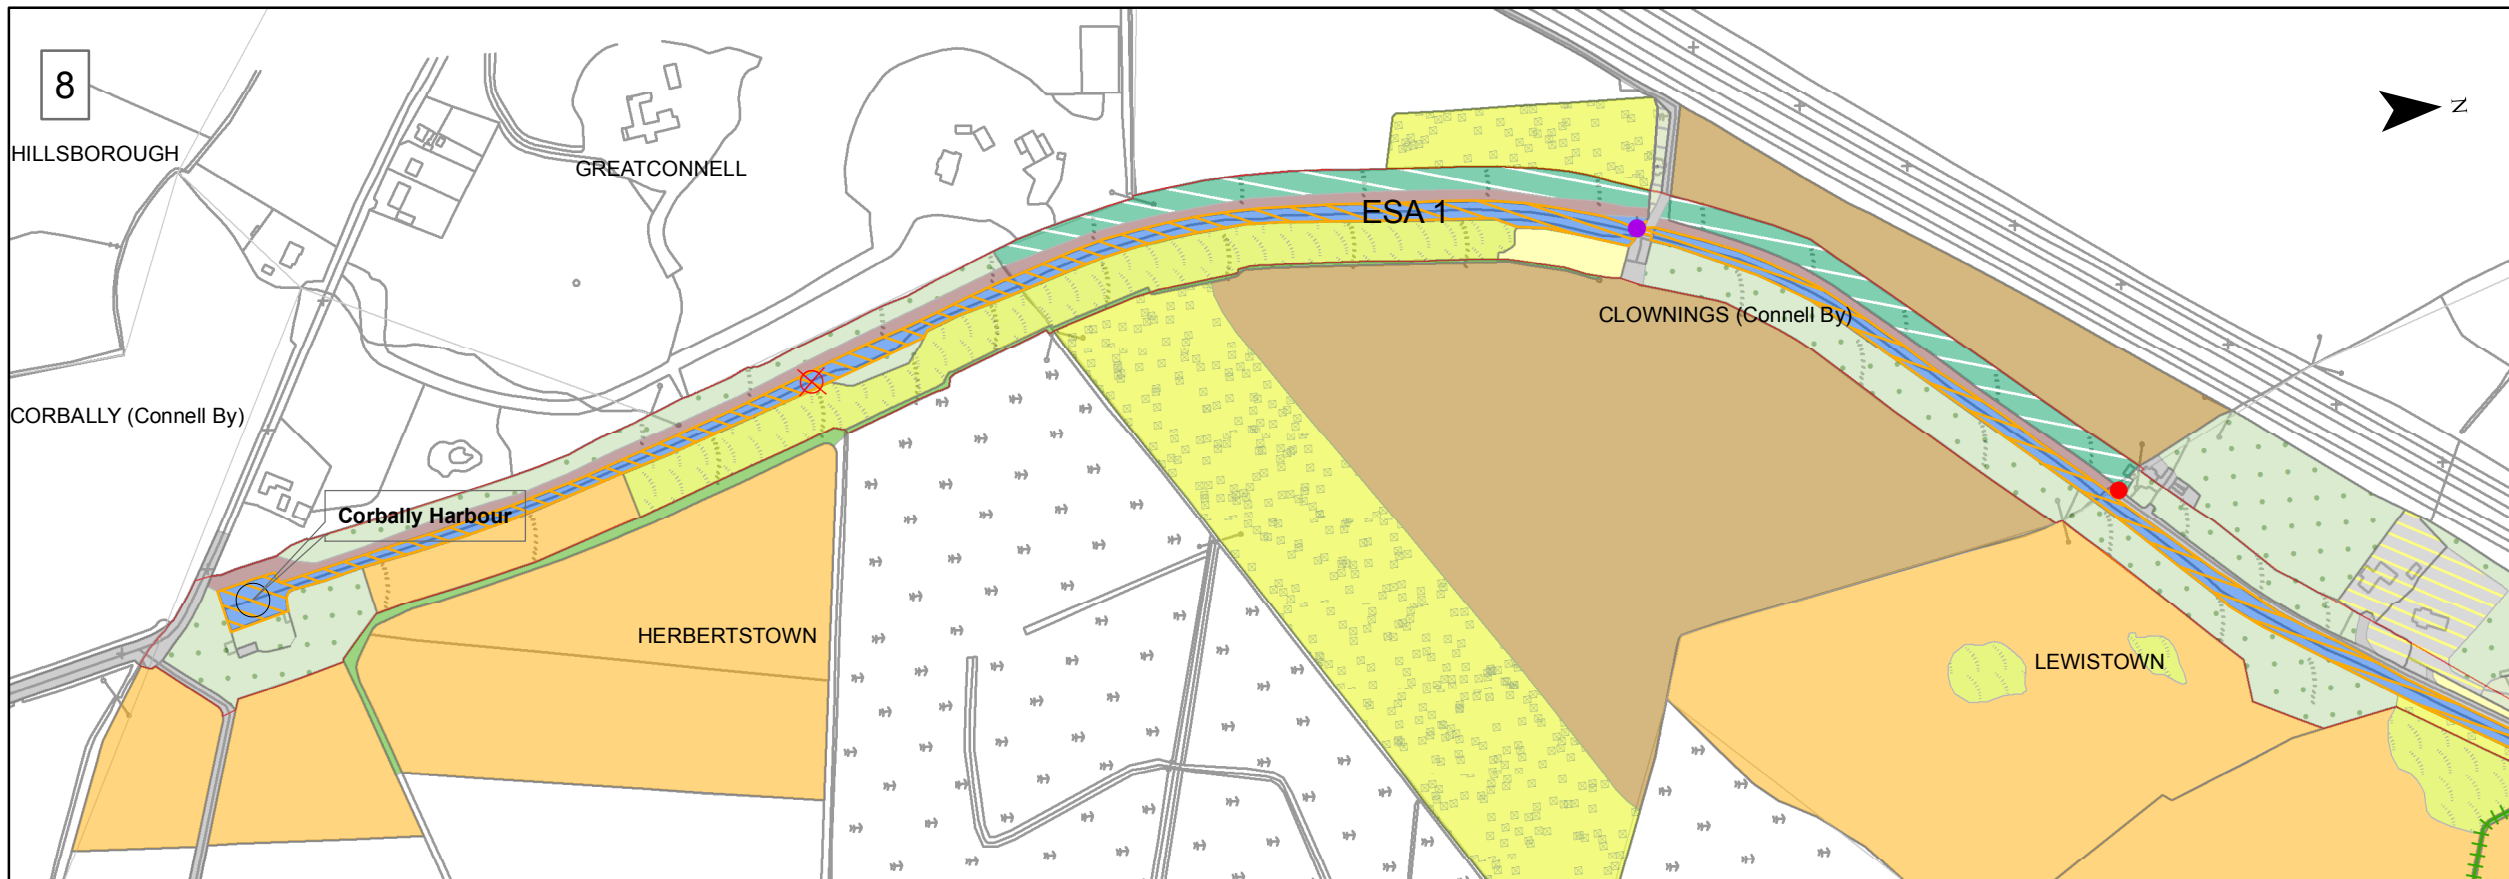 8
N
HILLSBOROUGH
GREATCONNELL
ESA 1
CLOWNINGS (Connell By)
CORBALLY (Connell By)
Corbally Harbour
HERBERTSTOWN
LEWISTOWN